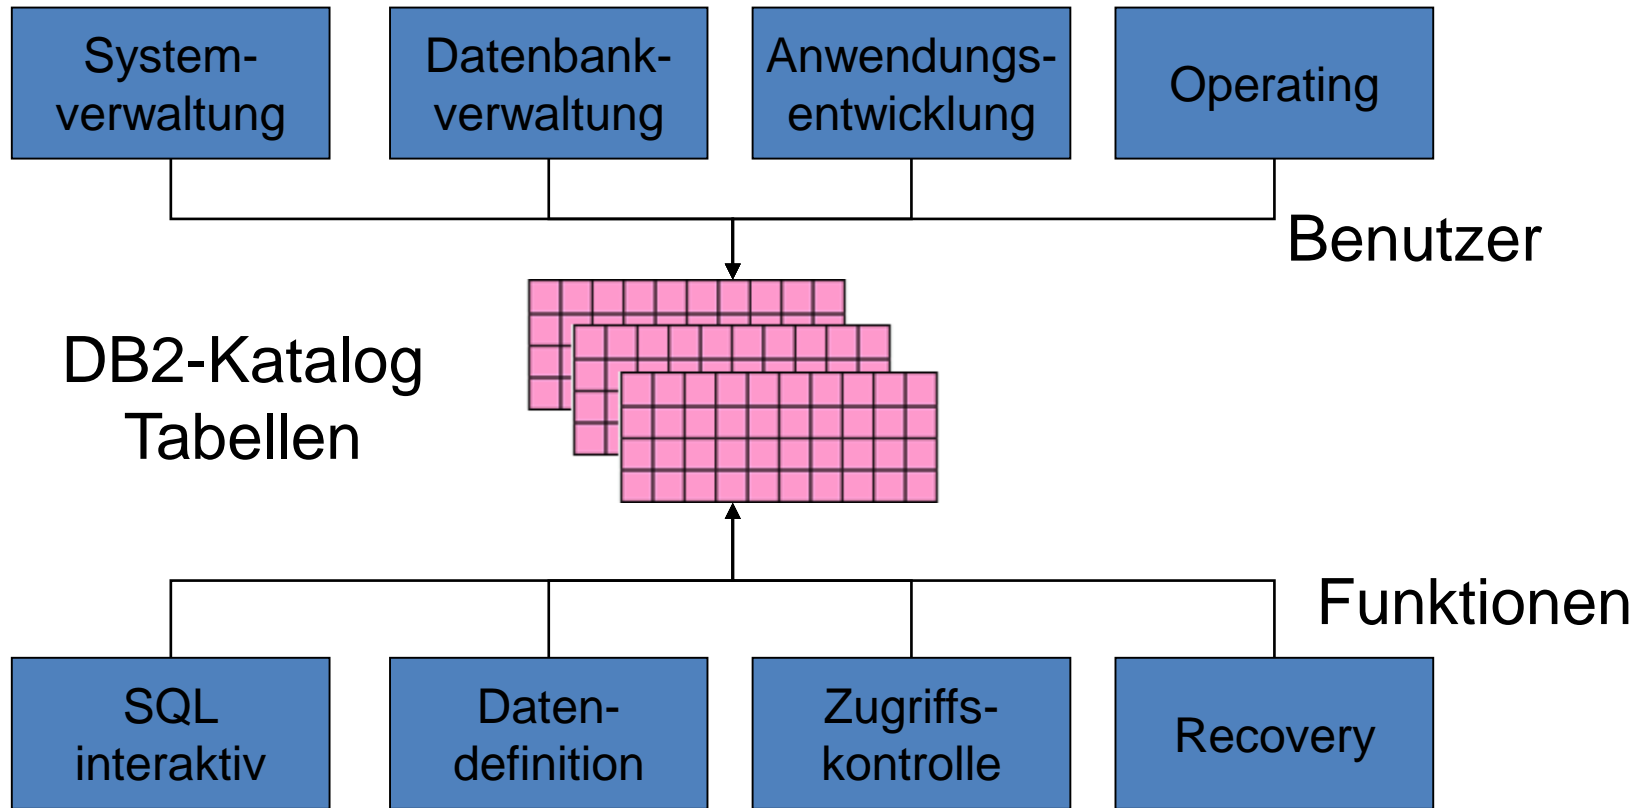 System-
verwaltung
Datenbank-
verwaltung
Anwendungs-
entwicklung
Operating
Benutzer
DB2-Katalog
Tabellen
Funktionen
SQL
interaktiv
Daten-
definition
Zugriffs-
kontrolle
Recovery